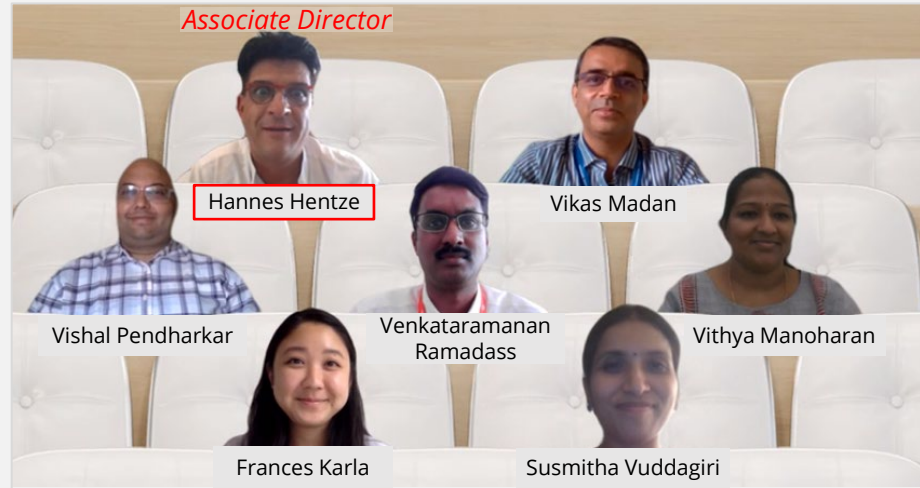 Associate Director
Hannes Hentze
Vikas Madan
Vishal Pendharkar
Venkataramanan
Ramadass
Vithya Manoharan
Frances Karla
Susmitha Vuddagiri